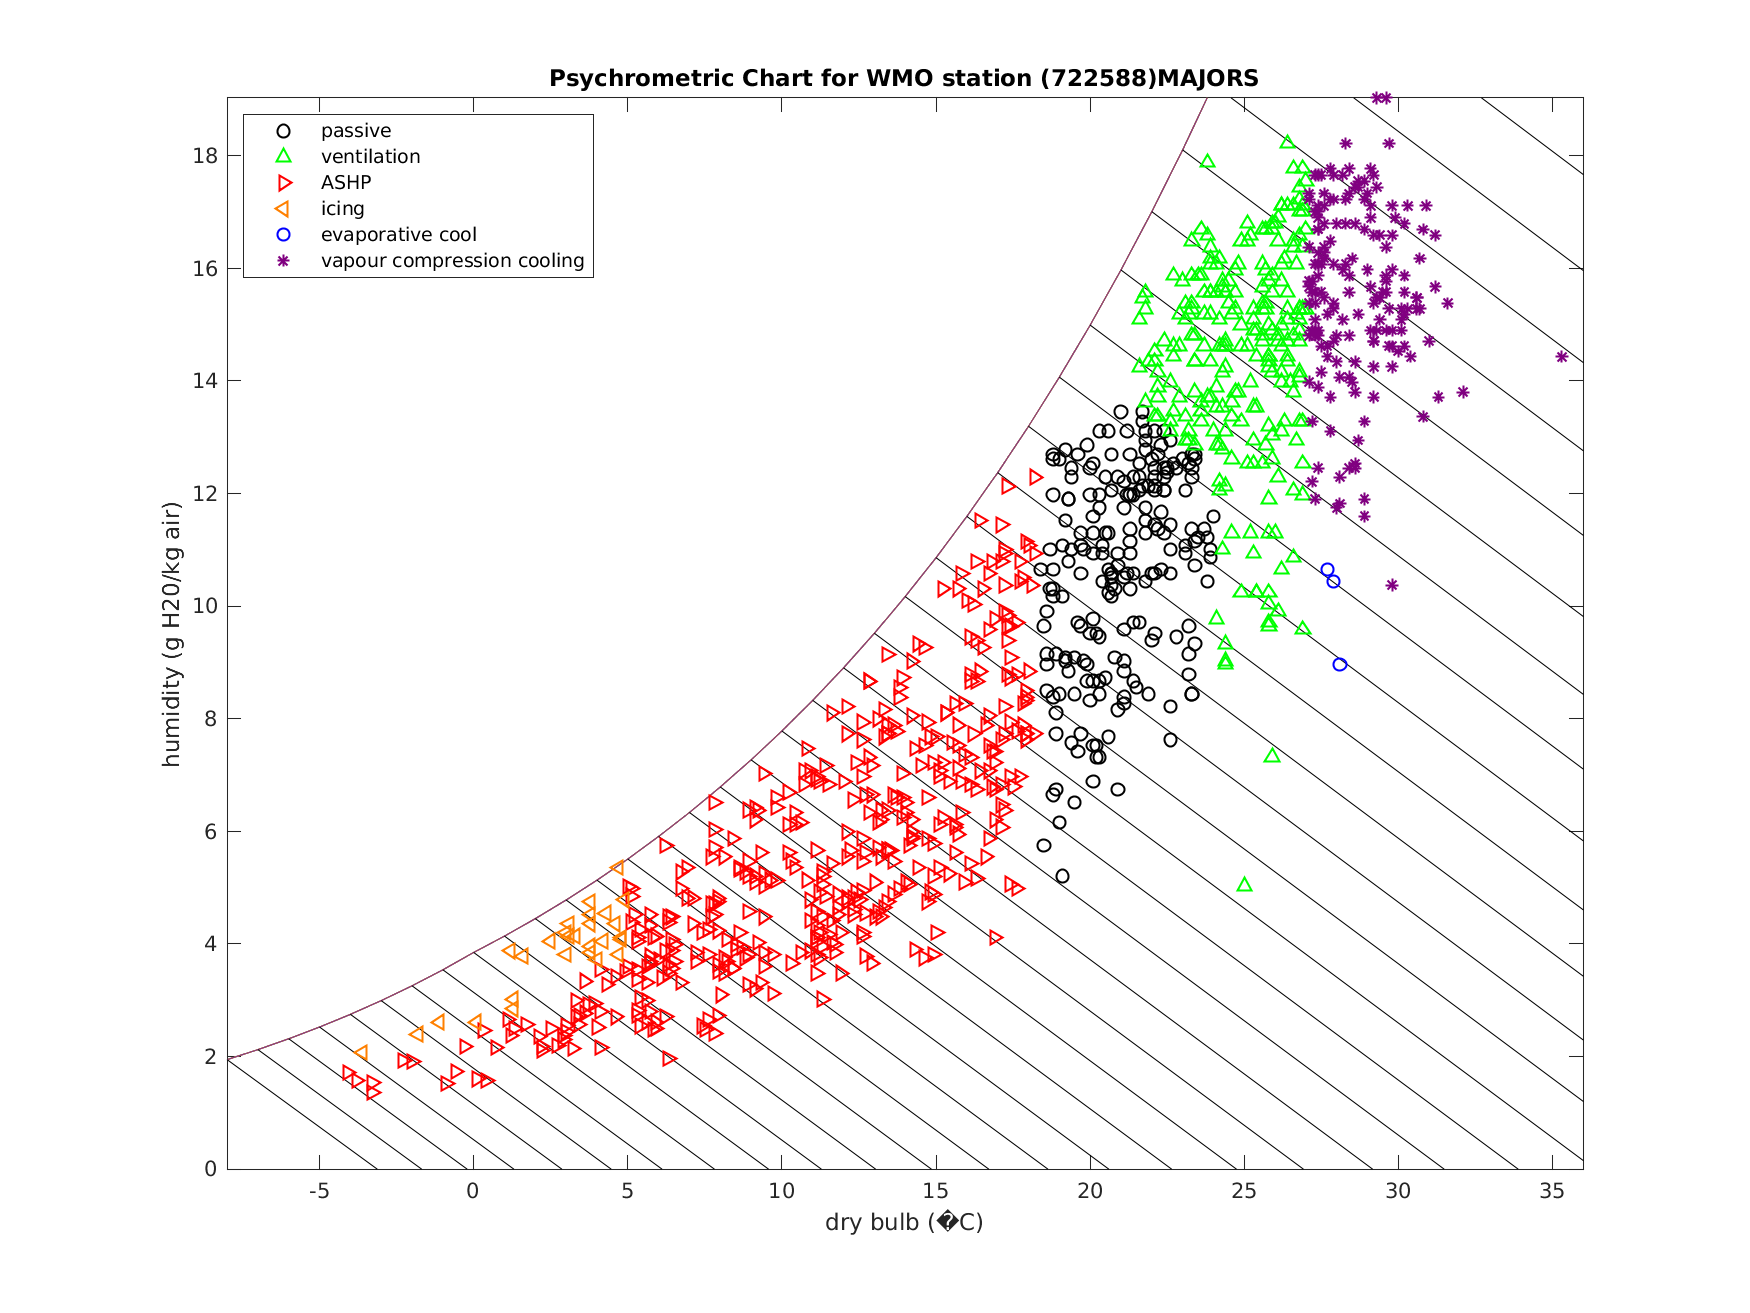 Psychrometric Chart for WMO station (722588)MAJORS
passive
ventilation
ASHP
icing
evaporative cool
vapour compression cooling
humidity (g H20/kg air)
18
16
14
12
10
8
6
4
2
0
-5 0 5 10 15 20 25 30 35
dry bulb (�C)